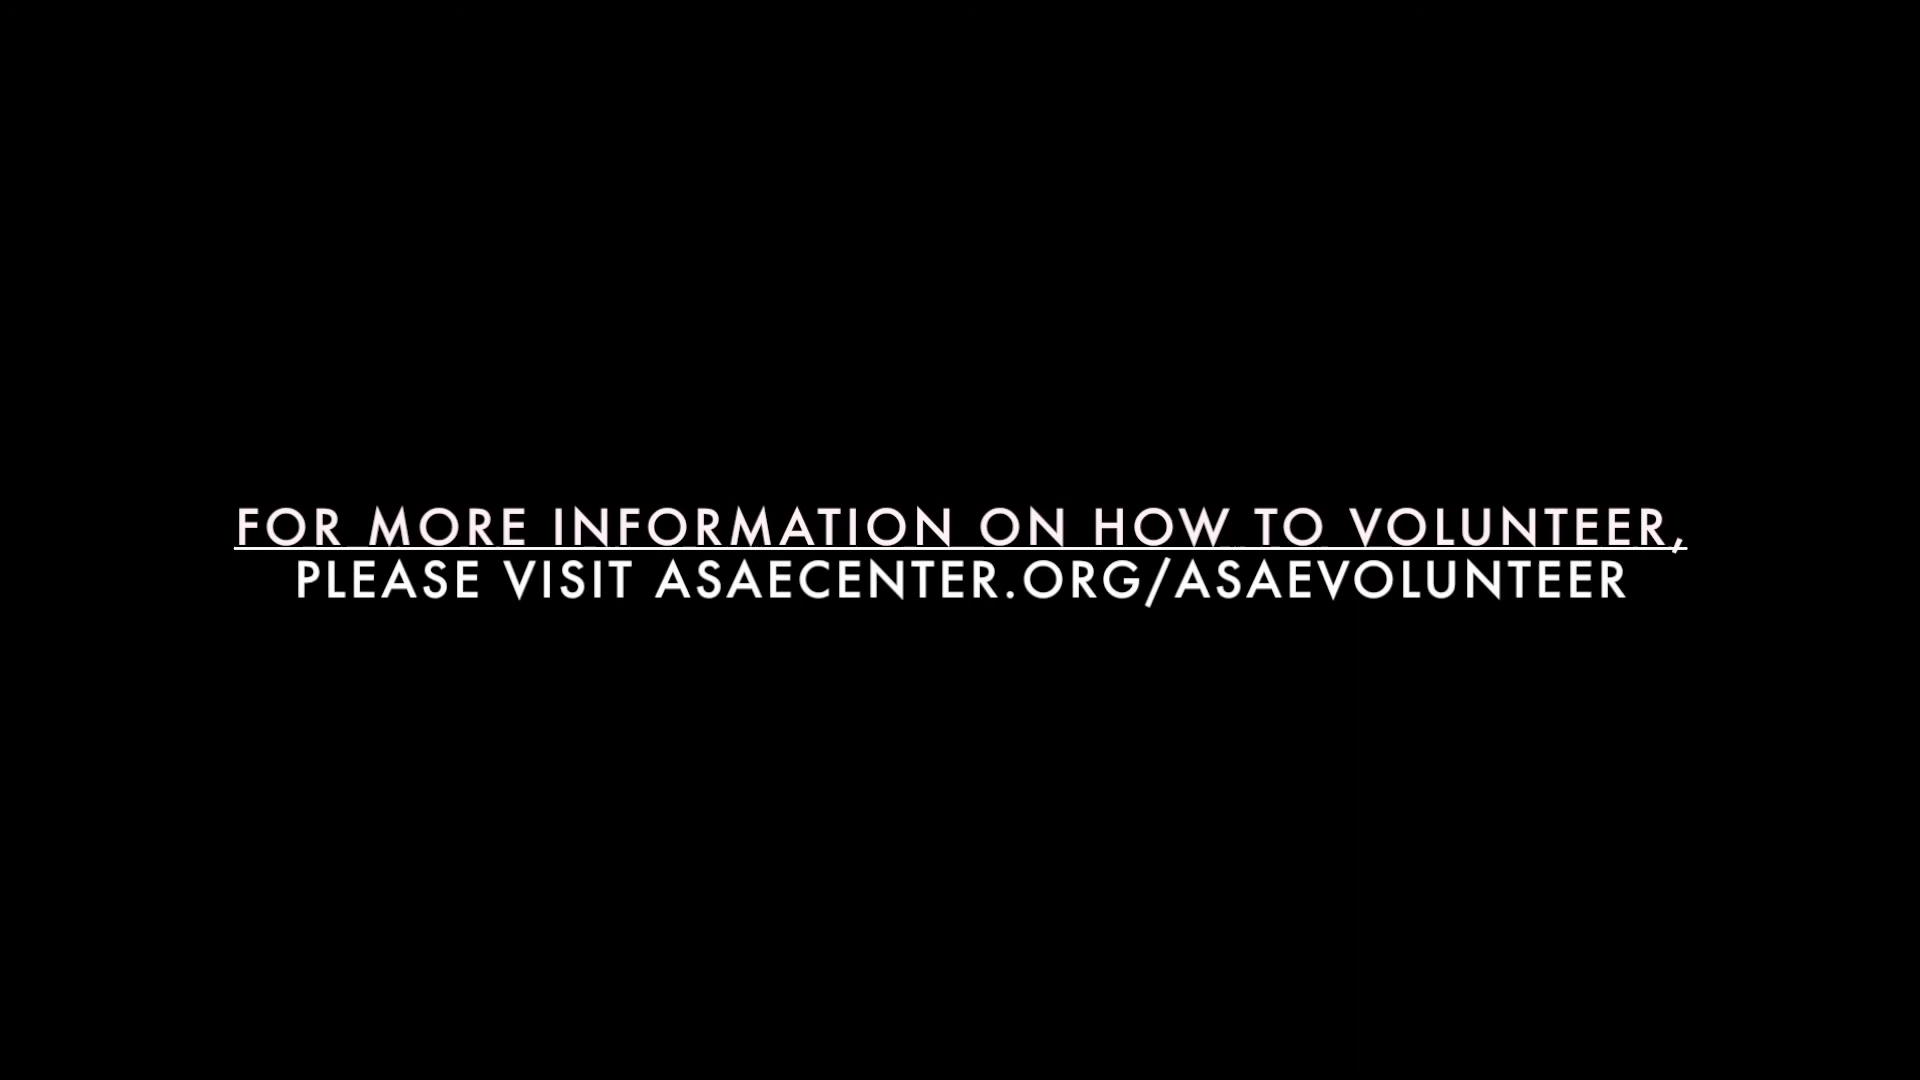 FOR MORE INFORMATION ON HOW TO VOLUNTEER,
PLEASE VISIT ASAECENTER.ORG/ASAEVOLUNTEER